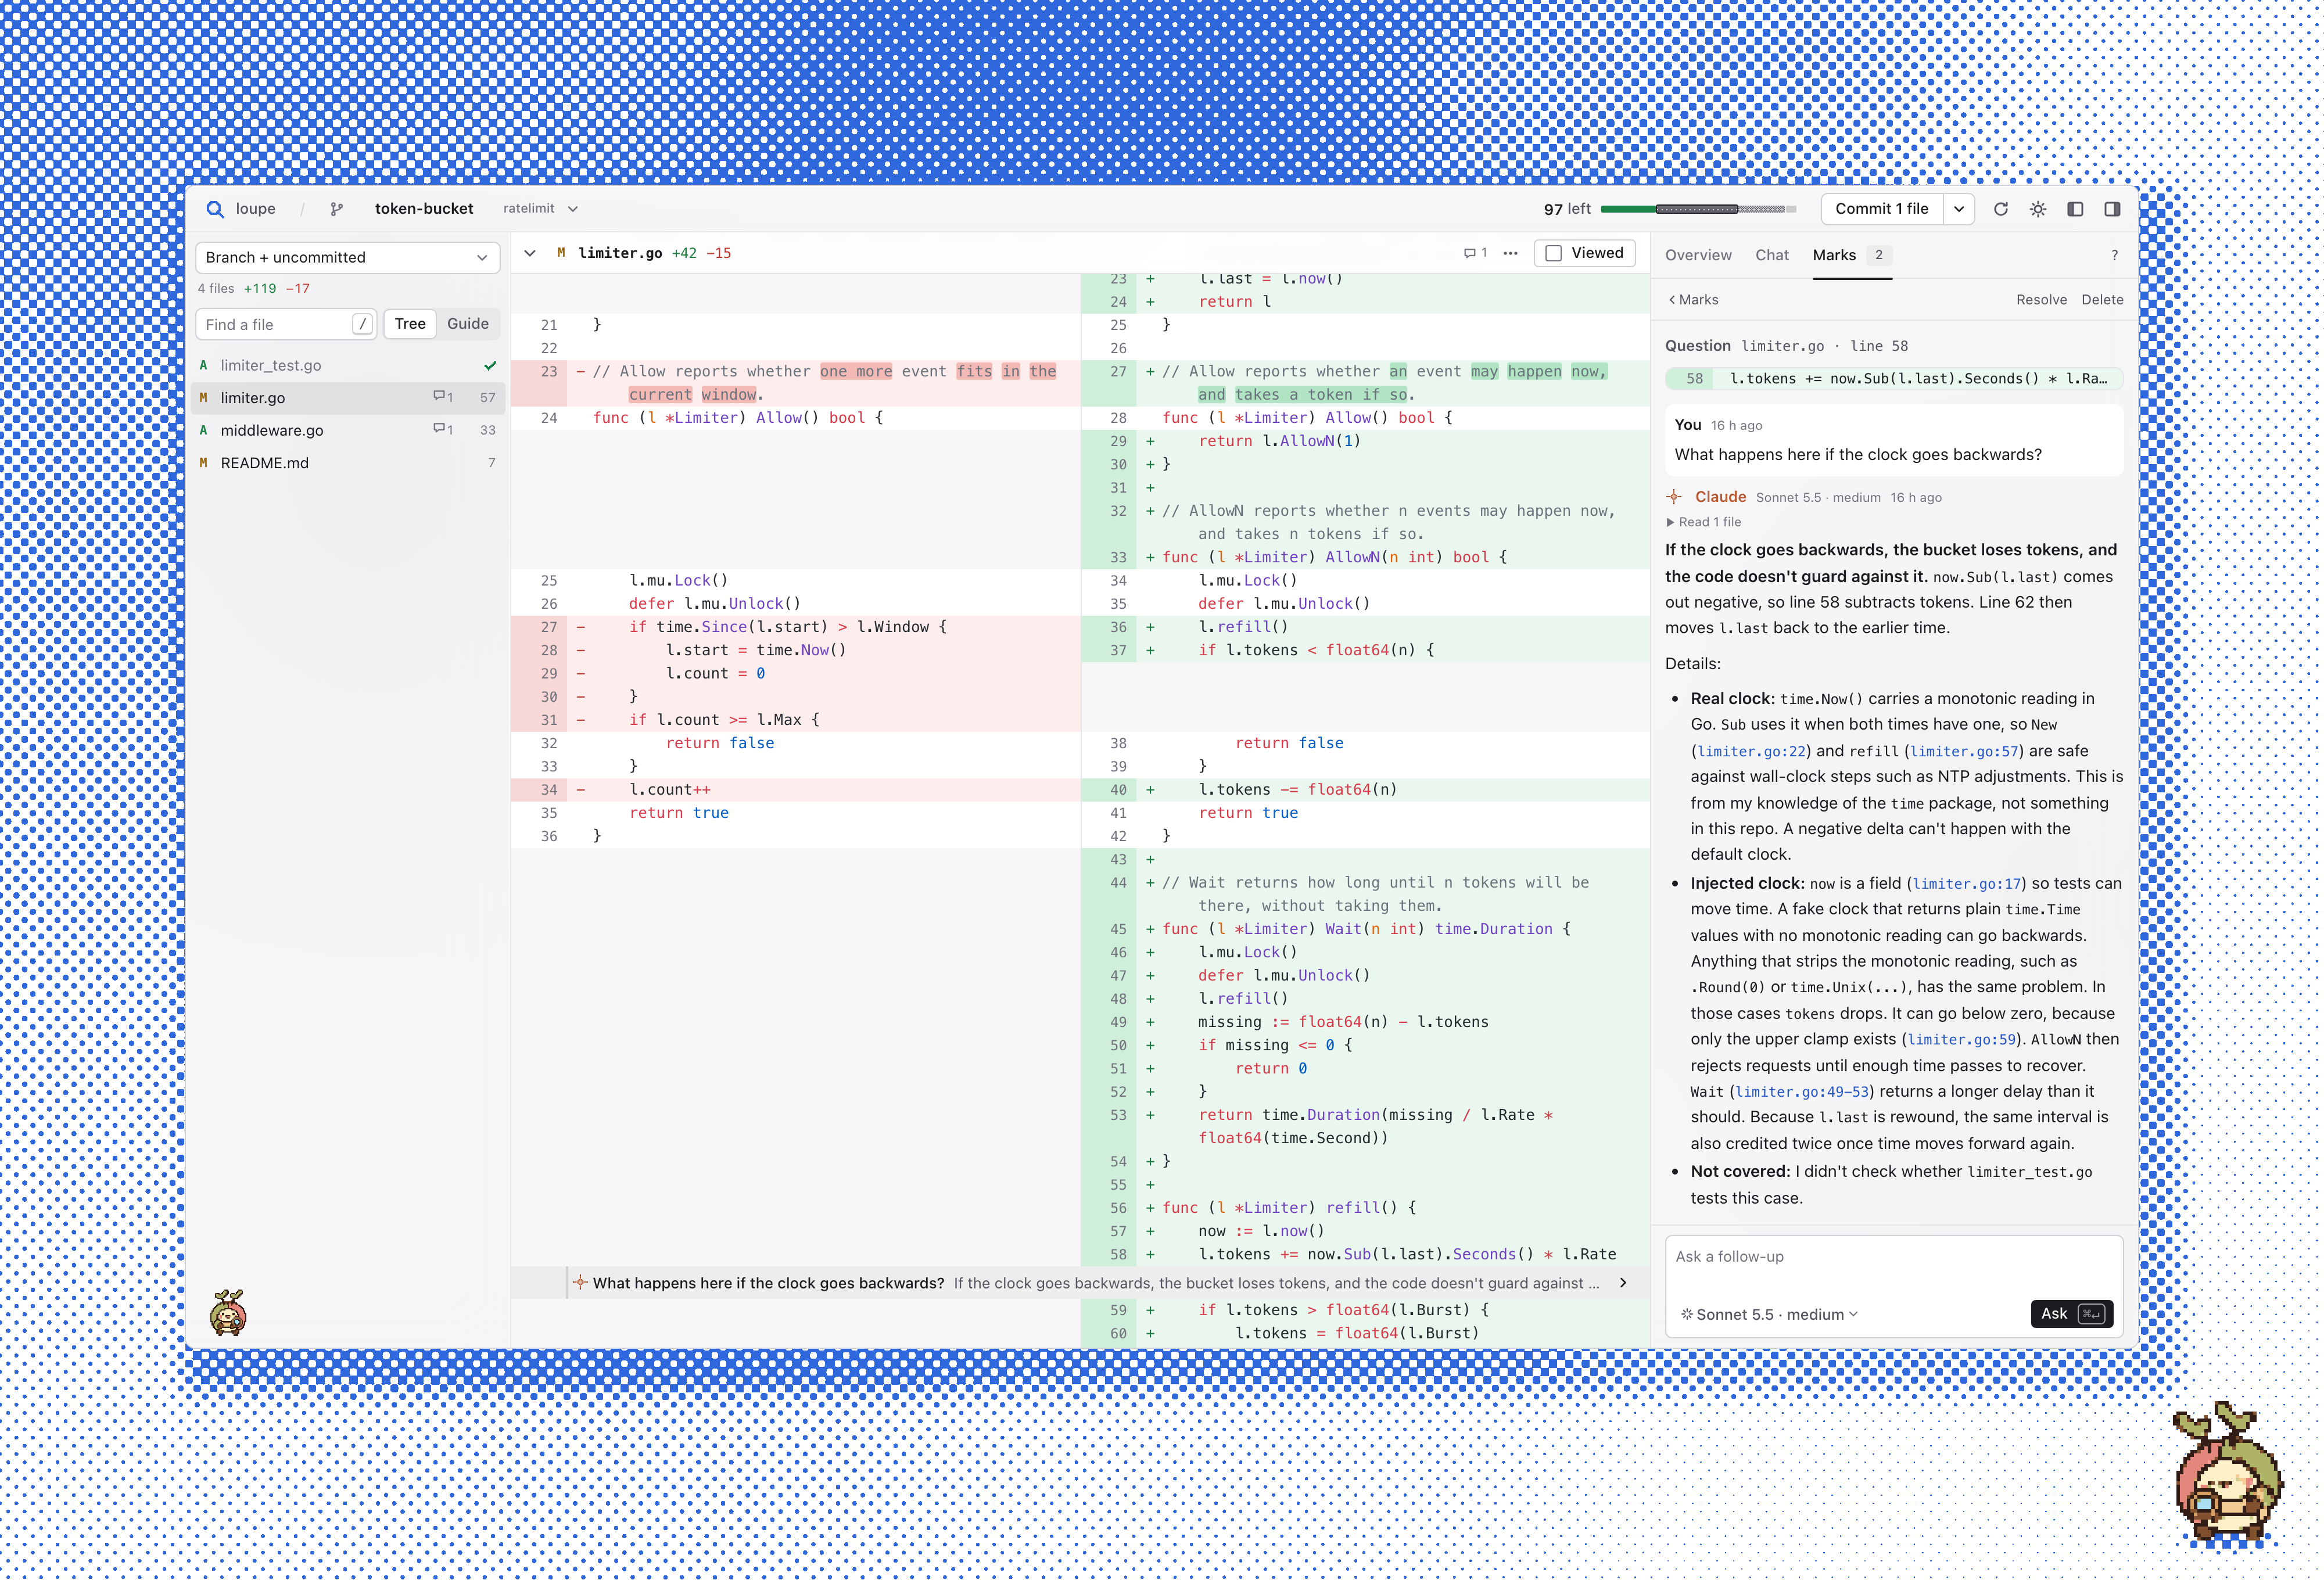 loupe / token-bucket ratelimit
97 left
Commit 1 file
Branch + uncommitted
4 files +119 −17
Find a file /
Tree Guide
A limiter_test.go
M limiter.go 1 57
A middleware.go 1 33
M README.md 7
M limiter.go +42 −15
1 ··· Viewed
21 }
22
23 − // Allow reports whether one more event fits in the
current window.
24 func (l *Limiter) Allow() bool {
25 l.mu.Lock()
26 defer l.mu.Unlock()
27 − if time.Since(l.start) > l.Window {
28 − l.start = time.Now()
29 − l.count = 0
30 − }
31 − if l.count >= l.Max {
32 return false
33 }
34 − l.count++
35 return true
36 }
23 + l.last = l.now()
24 + return l
25 }
26
27 + // Allow reports whether an event may happen now,
and takes a token if so.
28 func (l *Limiter) Allow() bool {
29 + return l.AllowN(1)
30 + }
31 +
32 + // AllowN reports whether n events may happen now,
and takes n tokens if so.
33 + func (l *Limiter) AllowN(n int) bool {
34 l.mu.Lock()
35 defer l.mu.Unlock()
36 + l.refill()
37 + if l.tokens < float64(n) {
38 return false
39 }
40 + l.tokens −= float64(n)
41 return true
42 }
43 +
44 + // Wait returns how long until n tokens will be
there, without taking them.
45 + func (l *Limiter) Wait(n int) time.Duration {
46 + l.mu.Lock()
47 + defer l.mu.Unlock()
48 + l.refill()
49 + missing := float64(n) − l.tokens
50 + if missing <= 0 {
51 + return 0
52 + }
53 + return time.Duration(missing / l.Rate *
float64(time.Second))
54 + }
55 +
56 + func (l *Limiter) refill() {
57 + now := l.now()
58 + l.tokens += now.Sub(l.last).Seconds() * l.Rate
What happens here if the clock goes backwards? If the clock goes backwards, the bucket loses tokens, and the code doesn't guard against ...
59 + if l.tokens > float64(l.Burst) {
60 + l.tokens = float64(l.Burst)
Overview Chat Marks 2 ?
Marks Resolve Delete
Question limiter.go · line 58
58 l.tokens += now.Sub(l.last).Seconds() * l.Ra…
You 16 h ago
What happens here if the clock goes backwards?
Claude Sonnet 5.5 · medium 16 h ago
Read 1 file
If the clock goes backwards, the bucket loses tokens, and
the code doesn't guard against it. now.Sub(l.last) comes
out negative, so line 58 subtracts tokens. Line 62 then
moves l.last back to the earlier time.
Details:
• Real clock: time.Now() carries a monotonic reading in
Go. Sub uses it when both times have one, so New
(limiter.go:22) and refill (limiter.go:57) are safe
against wall-clock steps such as NTP adjustments. This is
from my knowledge of the time package, not something
in this repo. A negative delta can't happen with the
default clock.
• Injected clock: now is a field (limiter.go:17) so tests can
move time. A fake clock that returns plain time.Time
values with no monotonic reading can go backwards.
Anything that strips the monotonic reading, such as
.Round(0) or time.Unix(...), has the same problem. In
those cases tokens drops. It can go below zero, because
only the upper clamp exists (limiter.go:59). AllowN then
rejects requests until enough time passes to recover.
Wait (limiter.go:49–53) returns a longer delay than it
should. Because l.last is rewound, the same interval is
also credited twice once time moves forward again.
• Not covered: I didn't check whether limiter_test.go
tests this case.
Ask a follow-up
Sonnet 5.5 · medium
Ask ⌘↵